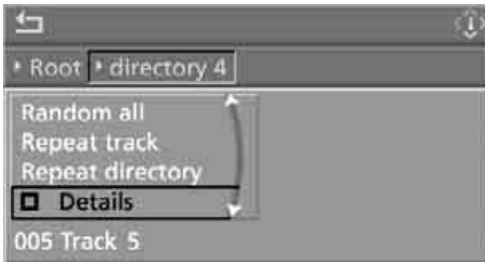 Root directory 4
Random all
Repeat track
Repeat directory
Details
005 Track 5